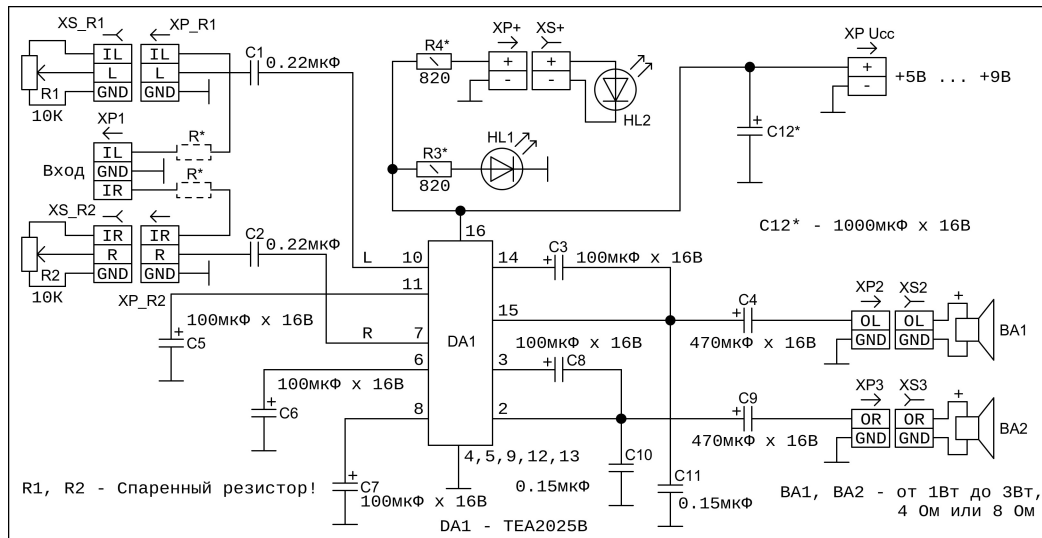 XS_R1
XP_R1
IL
L
GND
IL
L
GND
R1
10К
C1
0.22мкФ
XP1
Вход
IL
GND
IR
R*
R*
XS_R2
XP_R2
IR
R
GND
IR
R
GND
R2
10К
C2
0.22мкФ
R4*
820
XP+
XS+
+
-
+
-
HL2
R3*
820
HL1
XP Ucc
+
-
+5В ... +9В
+
C12*
C12* - 1000мкФ x 16В
16
L
10
11
R
7
6
8
DA1
14
15
3
2
4,5,9,12,13
C3
+
100мкФ x 16В
C4
+
470мкФ x 16В
XP2
XS2
OL
GND
OL
GND
+
BA1
+
C5
100мкФ x 16В
+
C6
100мкФ x 16В
+
C7
100мкФ x 16В
100мкФ x 16В
+
C8
C9
+
470мкФ x 16В
XP3
XS3
OR
GND
OR
GND
+
BA2
C10
0.15мкФ
C11
0.15мкФ
R1, R2 - Спаренный резистор!
DA1 - TEA2025B
BA1, BA2 - от 1Вт до 3Вт,
4 Ом или 8 Ом